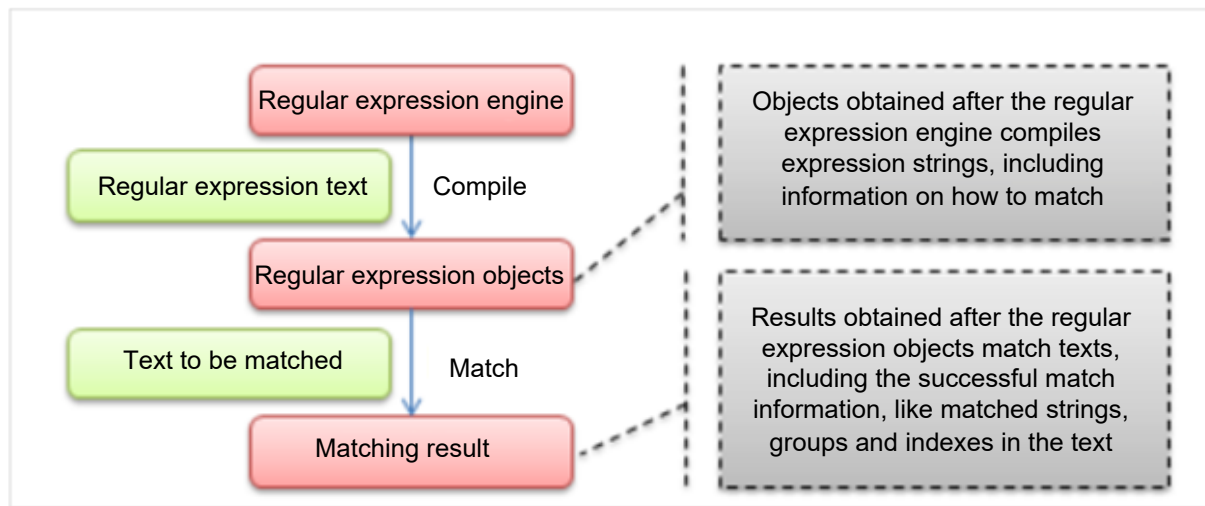 Regular expression engine
Regular expression text
Compile
Regular expression objects
Text to be matched
Match
Matching result
Objects obtained after the regular
expression engine compiles
expression strings, including
information on how to match
Results obtained after the regular
expression objects match texts,
including the successful match
information, like matched strings,
groups and indexes in the text